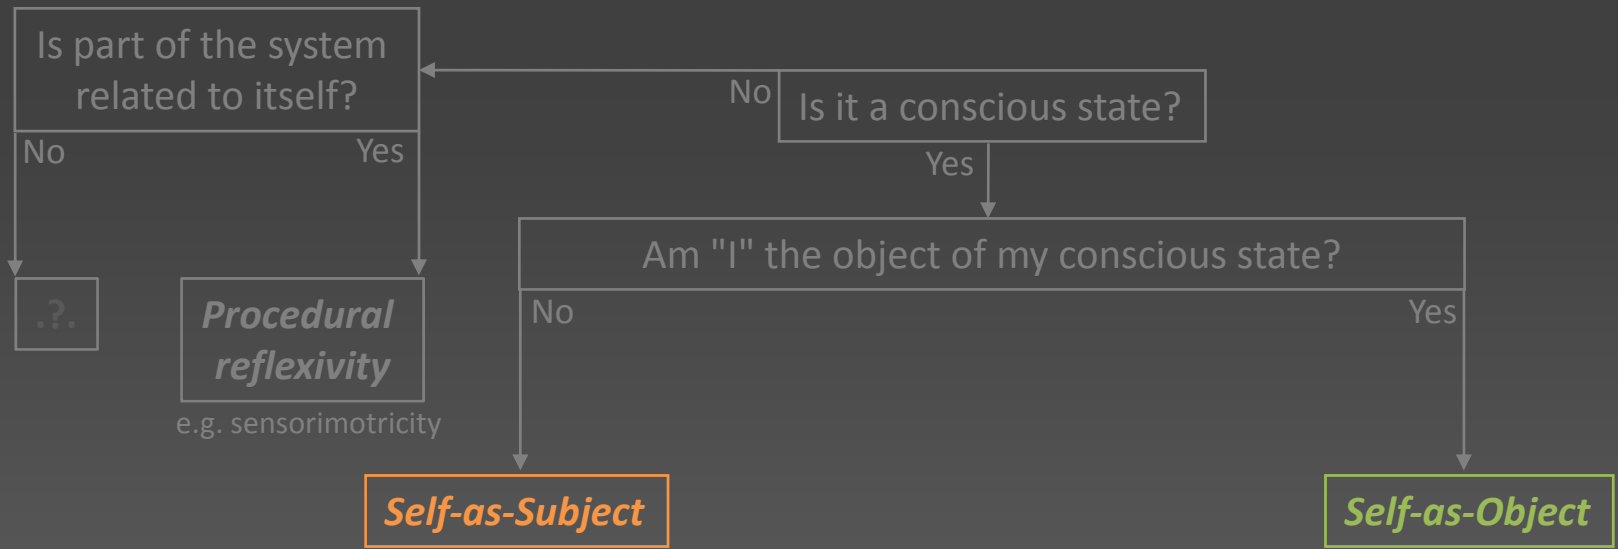 Is part of the system
related to itself?
No
Is it a conscious state?
No
Yes
Yes
Am "I" the object of my conscious state?
.?.
Procedural
reflexivity
No
Yes
e.g. sensorimotricity
Self-as-Subject
Self-as-Object